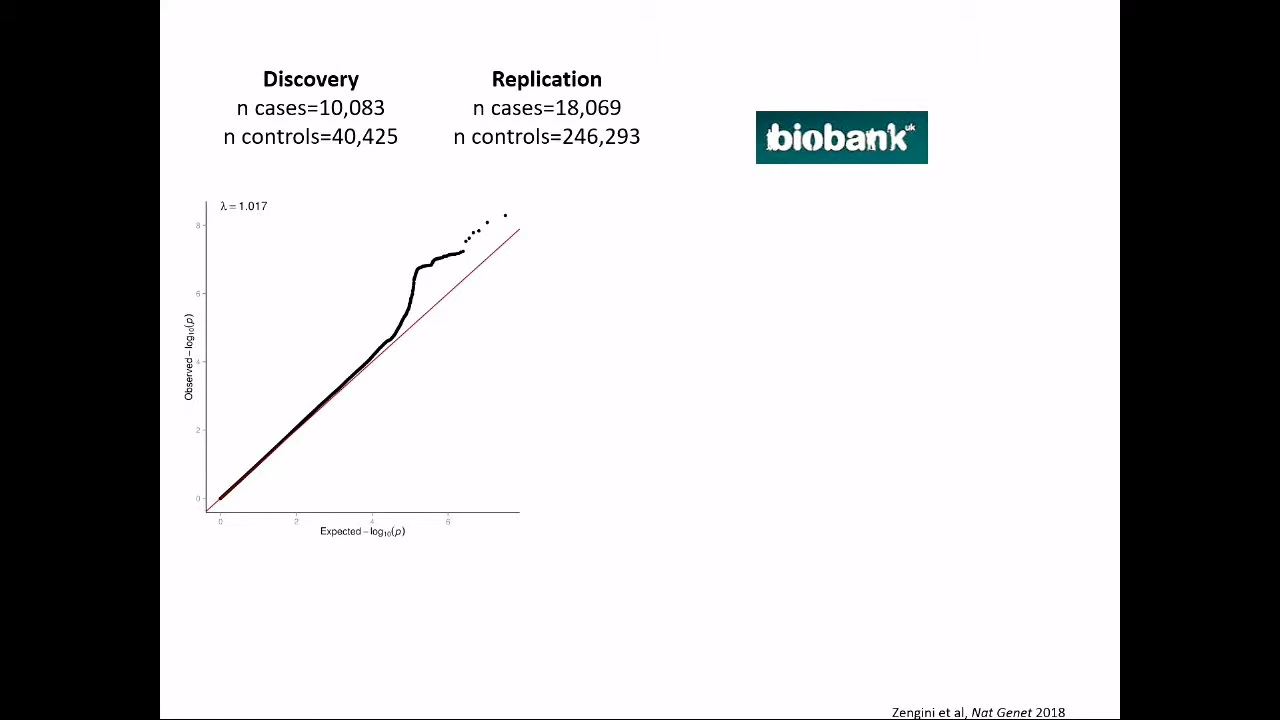 Discovery
n cases=10,083
n controls=40,425
Replication
n cases=18,069
n controls=246,293
biobank uk
λ = 1.017
8
6
4
2
0
Observed −log10(p)
0
2
4
6
Expected −log10(p)
Zengini et al, Nat Genet 2018